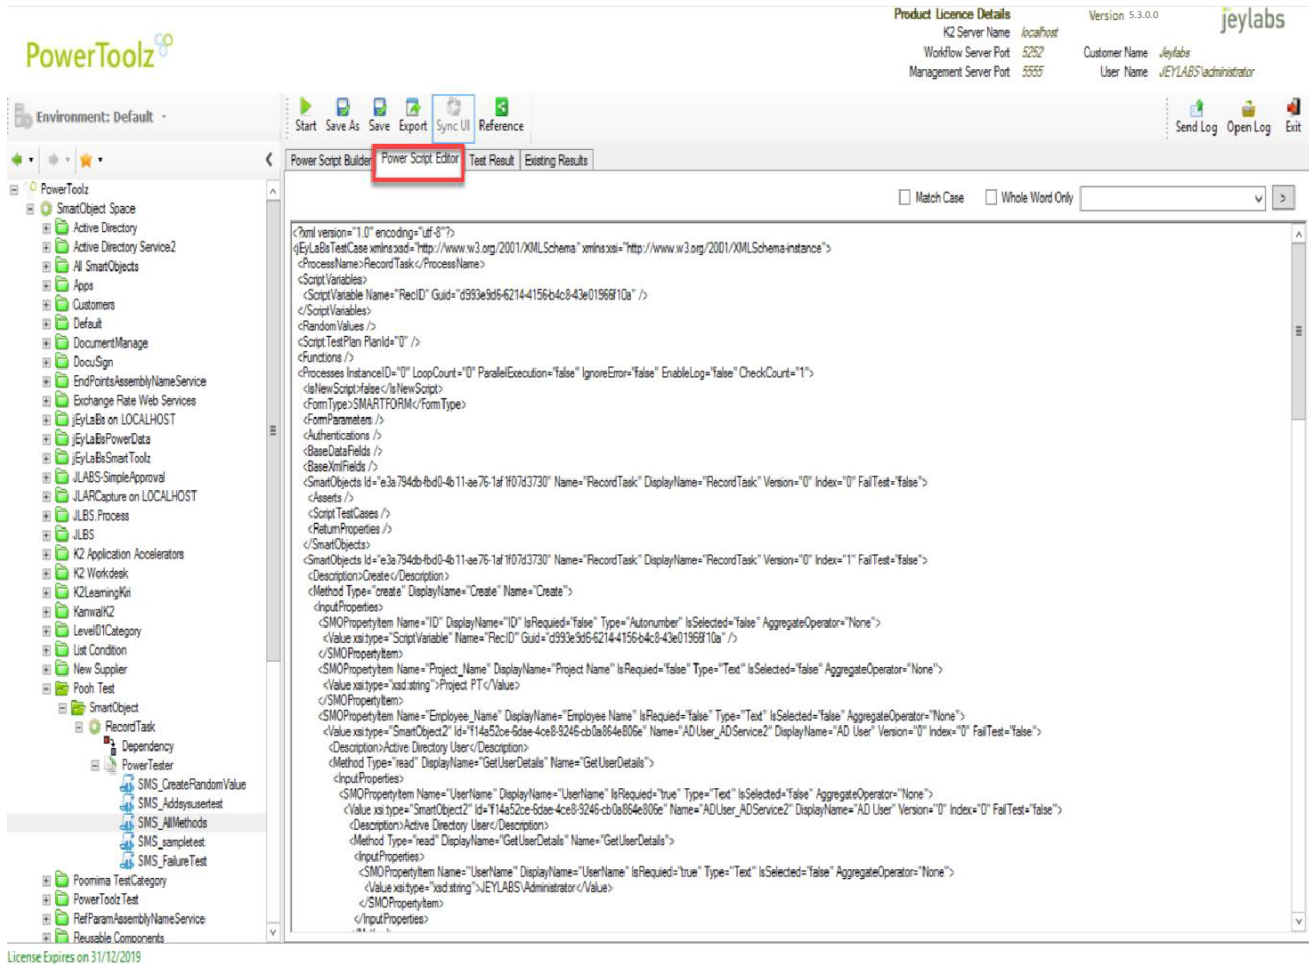 Product Licence Details
Version 5.3.0.0
jeylabs
K2 Server Name localhost
PowerToolz
Workflow Server Port 5252 Customer Name Jeylabs
Management Server Port 5555 User Name JEYLABS\administrator
Environment: Default
Start Save As Save Export Sync UI Reference
Send Log Open Log Exit
Power Script Builder Power Script Editor Test Result Existing Results
Match Case Whole Word Only
PowerToolz
SmartObject Space
Active Directory
Active Directory Service2
All SmartObjects
Apps
Customers
Default
DocumentManage
DocuSign
EndPointsAssemblyNameService
Exchange Rate Web Services
jEyLaBs on LOCALHOST
jEyLaBsPowerData
jEyLaBsSmartToolz
JLABS-SimpleApproval
JLARCapture on LOCALHOST
JLBS.Process
JLBS
K2 Application Accelerators
K2 Workdesk
K2LearningKiri
KanwalK2
Level01Category
List Condition
New Supplier
Pooh Test
SmartObject
RecordTask
Dependency
PowerTester
SMS_CreateRandomValue
SMS_Addsysusertest
SMS_AllMethods
SMS_sampletest
SMS_FailureTest
Poornima TestCategory
PowerToolzTest
RefParamAssemblyNameService
Reusable Components
<?xml version="1.0" encoding="utf-8"?>
<jEyLaBsTestCase xmlns:xsd="http://www.w3.org/2001/XMLSchema" xmlns:xsi="http://www.w3.org/2001/XMLSchema-instance">
<ProcessName>RecordTask</ProcessName>
<ScriptVariables>
<ScriptVariable Name="RecID" Guid="d993e9d6-6214-4156-b4c8-43e01966f10a" />
</ScriptVariables>
<RandomValues />
<ScriptTestPlan PlanId="0" />
<Functions />
<Processes InstanceID="0" LoopCount="0" ParallelExecution="false" IgnoreError="false" EnableLog="false" CheckCount="1">
<IsNewScript>false</IsNewScript>
<FormType>SMARTFORM</FormType>
<FormParameters />
<Authentications />
<BaseDataFields />
<BaseXmlFields />
<SmartObjects Id="e3a794db-fbd0-4b11-ae76-1af1f07d3730" Name="RecordTask" DisplayName="RecordTask" Version="0" Index="0" FailTest="false">
<Asserts />
<ScriptTestCases />
<ReturnProperties />
</SmartObjects>
<SmartObjects Id="e3a794db-fbd0-4b11-ae76-1af1f07d3730" Name="RecordTask" DisplayName="RecordTask" Version="0" Index="1" FailTest="false">
<Description>Create</Description>
<Method Type="create" DisplayName="Create" Name="Create">
<InputProperties>
<SMOPropertyItem Name="ID" DisplayName="ID" IsRequied="false" Type="Autonumber" IsSelected="false" AggregateOperator="None">
<Value xsi:type="ScriptVariable" Name="RecID" Guid="d993e9d6-6214-4156-b4c8-43e01966f10a" />
</SMOPropertyItem>
<SMOPropertyItem Name="Project_Name" DisplayName="Project Name" IsRequied="false" Type="Text" IsSelected="false" AggregateOperator="None">
<Value xsi:type="xsd:string">Project PT</Value>
</SMOPropertyItem>
<SMOPropertyItem Name="Employee_Name" DisplayName="Employee Name" IsRequied="false" Type="Text" IsSelected="false" AggregateOperator="None">
<Value xsi:type="SmartObject2" Id="f14a52ce-6dae-4ce8-9246-cb0a864e806e" Name="ADUser_ADService2" DisplayName="AD User" Version="0" Index="0" FailTest="false">
<Description>Active Directory User</Description>
<Method Type="read" DisplayName="GetUserDetails" Name="GetUserDetails">
<InputProperties>
<SMOPropertyItem Name="UserName" DisplayName="UserName" IsRequied="true" Type="Text" IsSelected="false" AggregateOperator="None">
<Value xsi:type="SmartObject2" Id="f14a52ce-6dae-4ce8-9246-cb0a864e806e" Name="ADUser_ADService2" DisplayName="AD User" Version="0" Index="0" FailTest="false">
<Description>Active Directory User</Description>
<Method Type="read" DisplayName="GetUserDetails" Name="GetUserDetails">
<InputProperties>
<SMOPropertyItem Name="UserName" DisplayName="UserName" IsRequied="true" Type="Text" IsSelected="false" AggregateOperator="None">
<Value xsi:type="xsd:string">JEYLABS\Administrator</Value>
</SMOPropertyItem>
</InputProperties>
License Expires on 31/12/2019